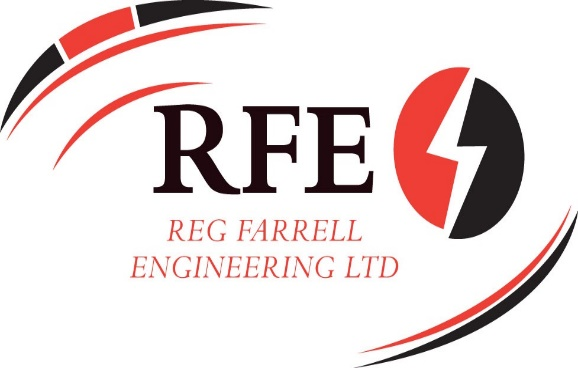 RFE
REG FARRELL
ENGINEERING LTD